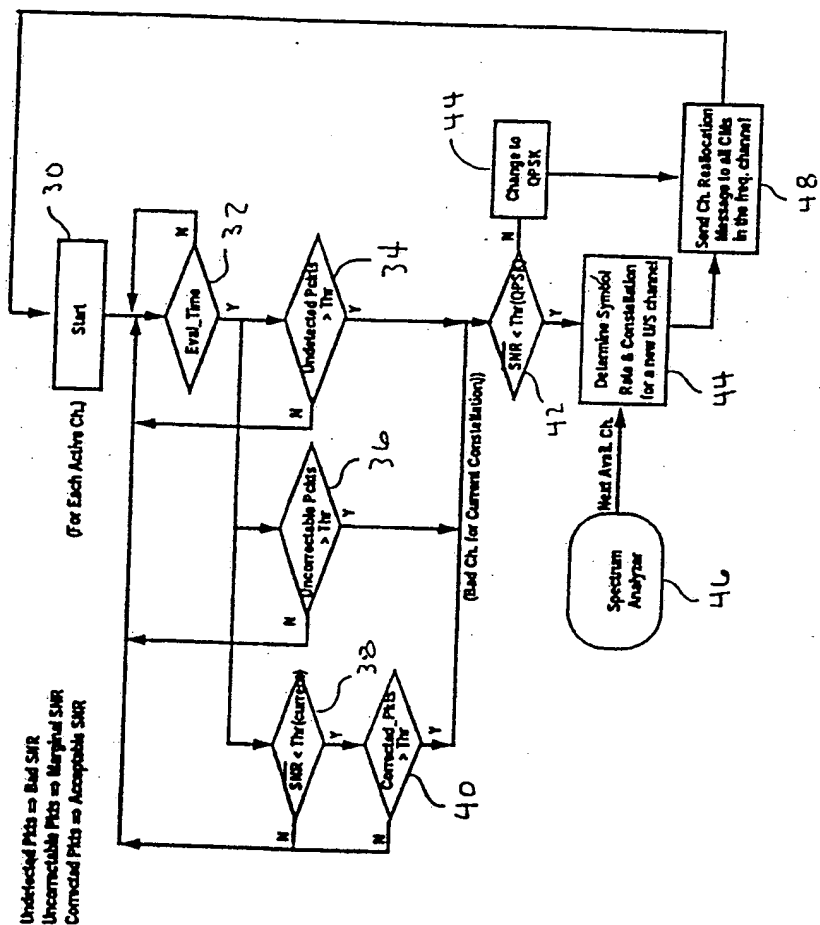 Undetected Pkts => Bad SNR
Uncorrectable Pkts => Marginal SNR
Corrected Pkts => Acceptable SNR
(For Each Active Ch.)
Start
30
Eval_Time
N
Y
32
Undetected Pckts
> Thr
N
Y
34
Uncorrectable Pckts
> Thr
N
Y
36
SNR < Thr(current)
N
Y
38
Corrected_Pkts
> Thr
N
Y
40
(Bad Ch. for Current Constellation)
SNR < Thr(QPSK)
N
Y
42
Change to
QPSK
44
Determine Symbol
Rate & Constellation
for a new U/S channel
44
Next Avail. Ch.
Spectrum
Analyzer
46
Send Ch. Reallocation
Message to all CMs
in the freq. channel
48